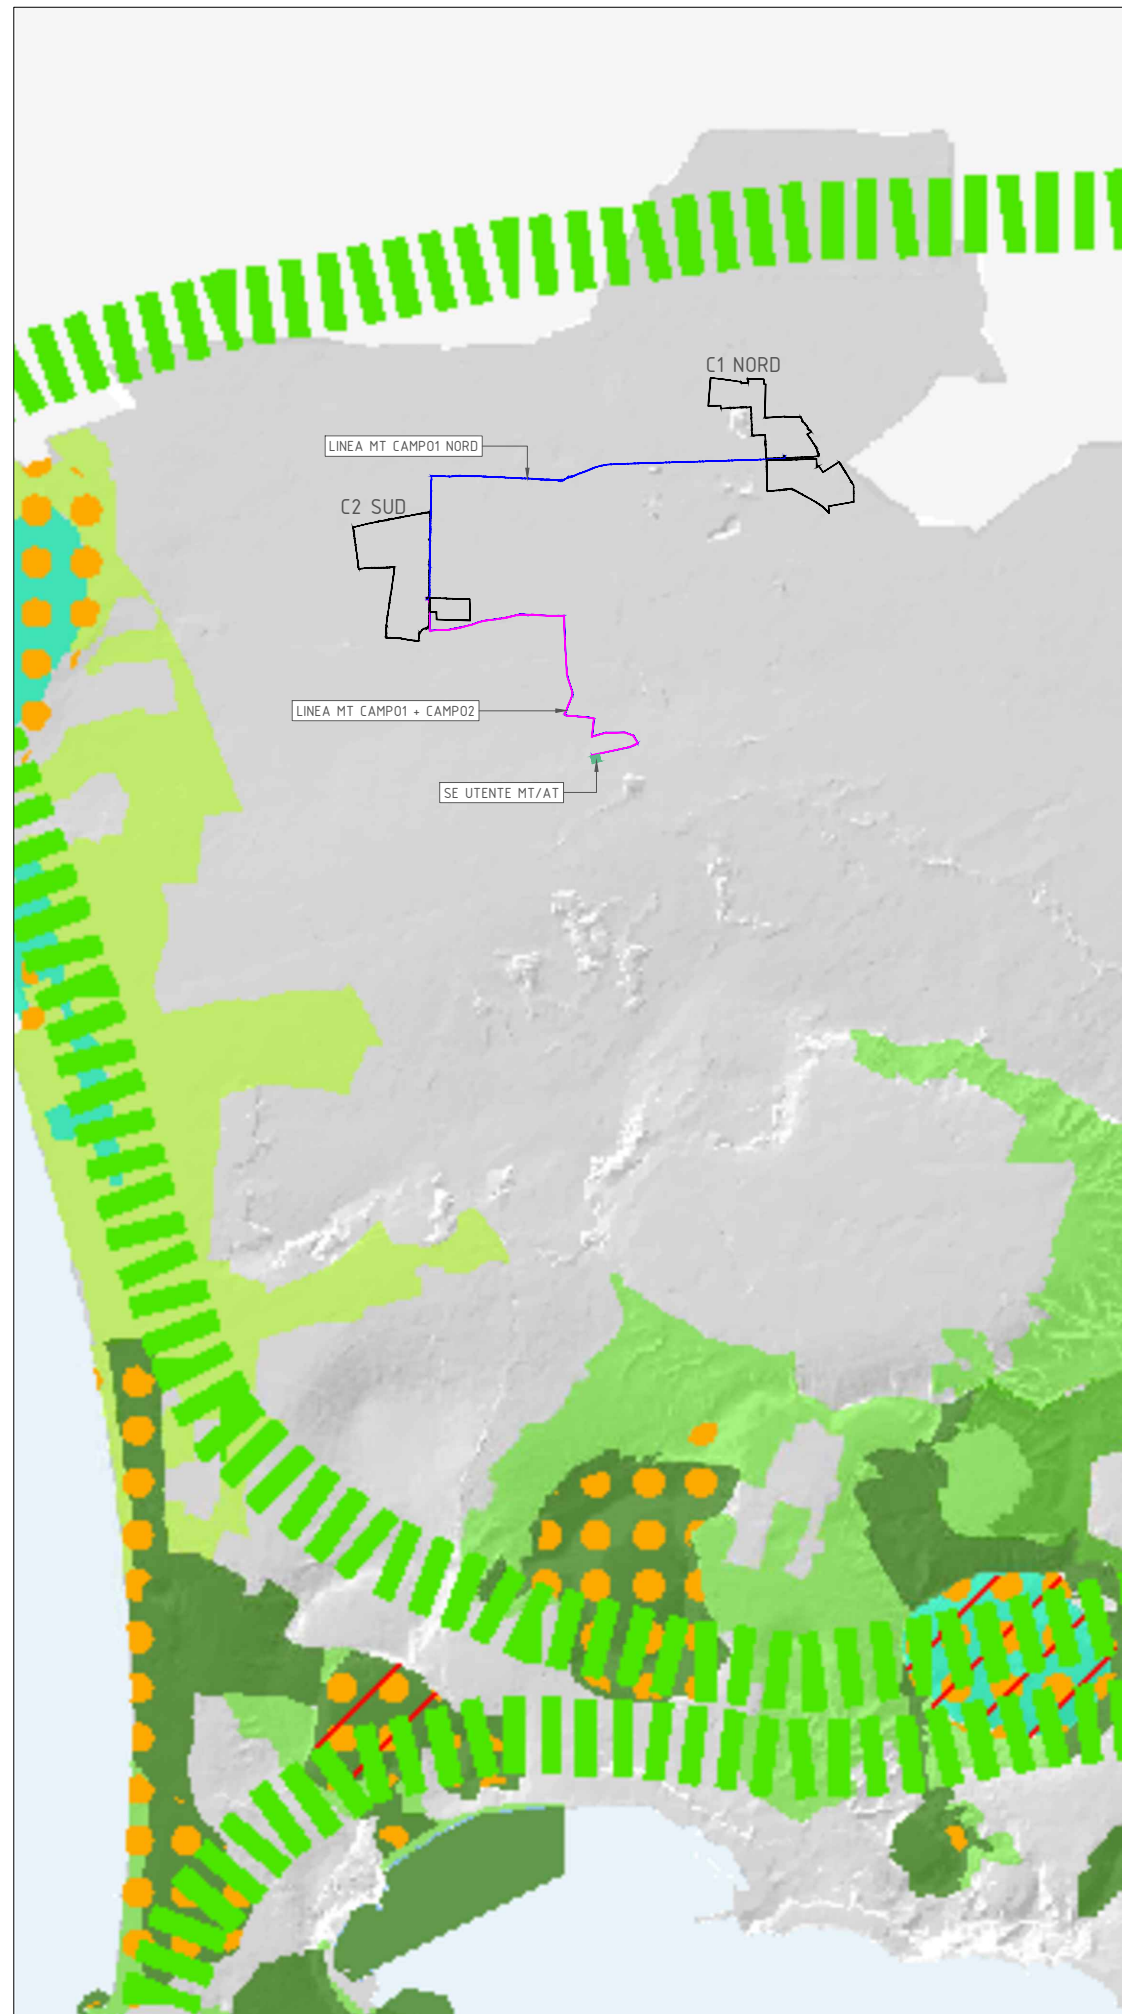 C1 NORD
LINEA MT CAMPO1 NORD
C2 SUD
LINEA MT CAMPO1 + CAMPO2
SE UTENTE MT/AT